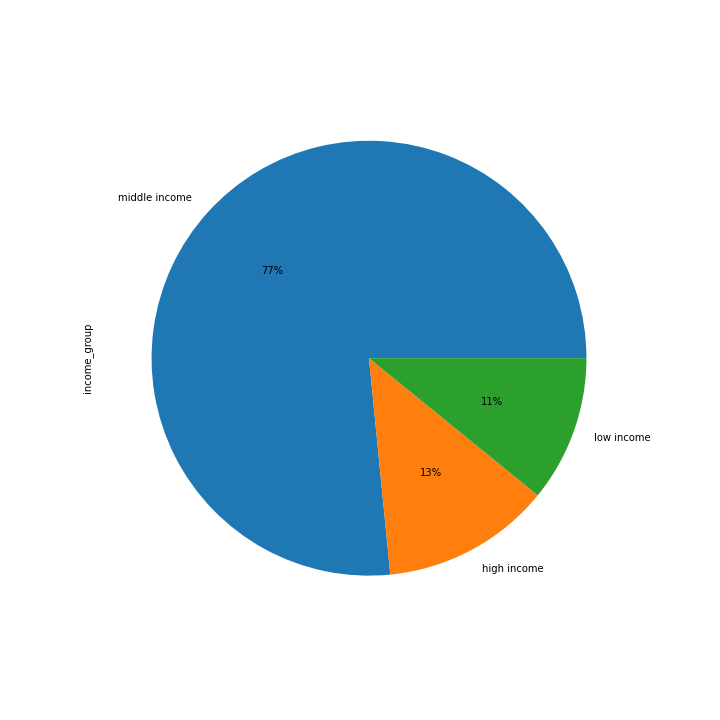 middle income
77%
income_group
11%
low income
13%
high income